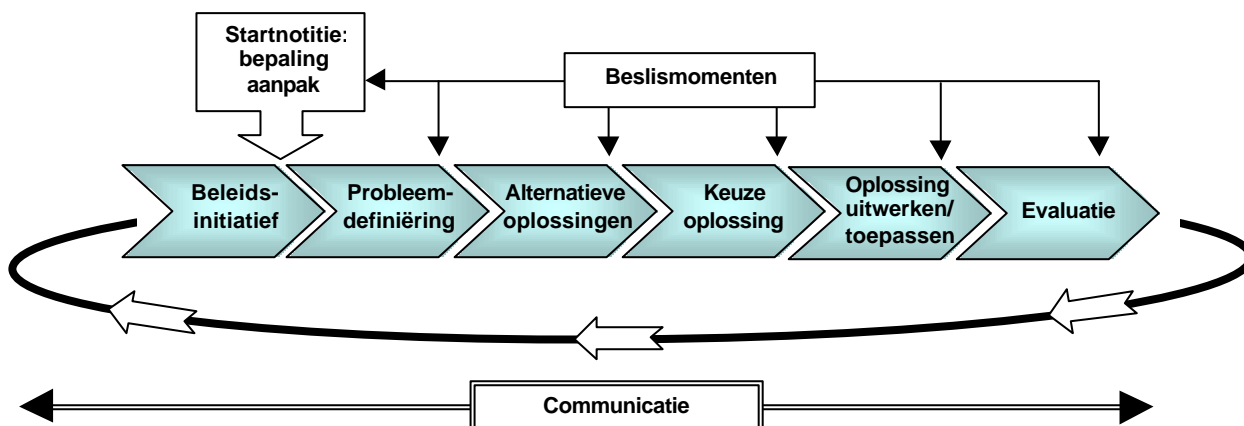 Startnotitie:
bepaling
aanpak
Beslismomenten
Beleids-
initiatief
Probleem-
definiëring
Alternatieve
oplossingen
Keuze
oplossing
Oplossing
uitwerken/
toepassen
Evaluatie
Communicatie